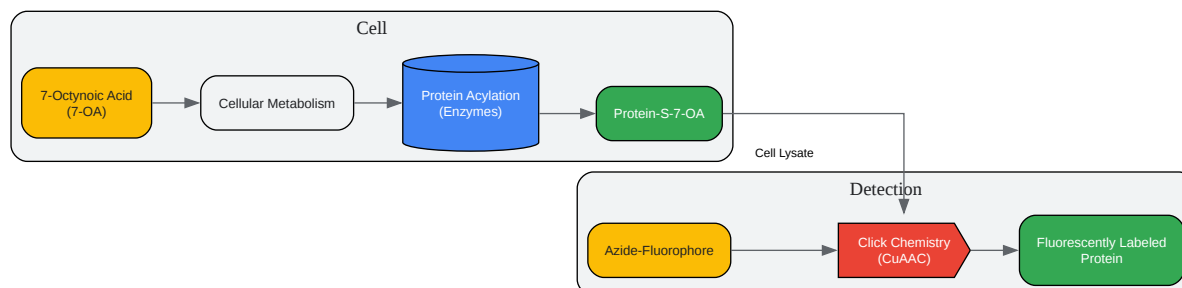 Cell
7-Octynoic Acid
(7-OA)
Cellular Metabolism
Protein Acylation
(Enzymes)
Protein-S-7-OA
Cell Lysate
Detection
Azide-Fluorophore
Click Chemistry
(CuAAC)
Fluorescently Labeled
Protein